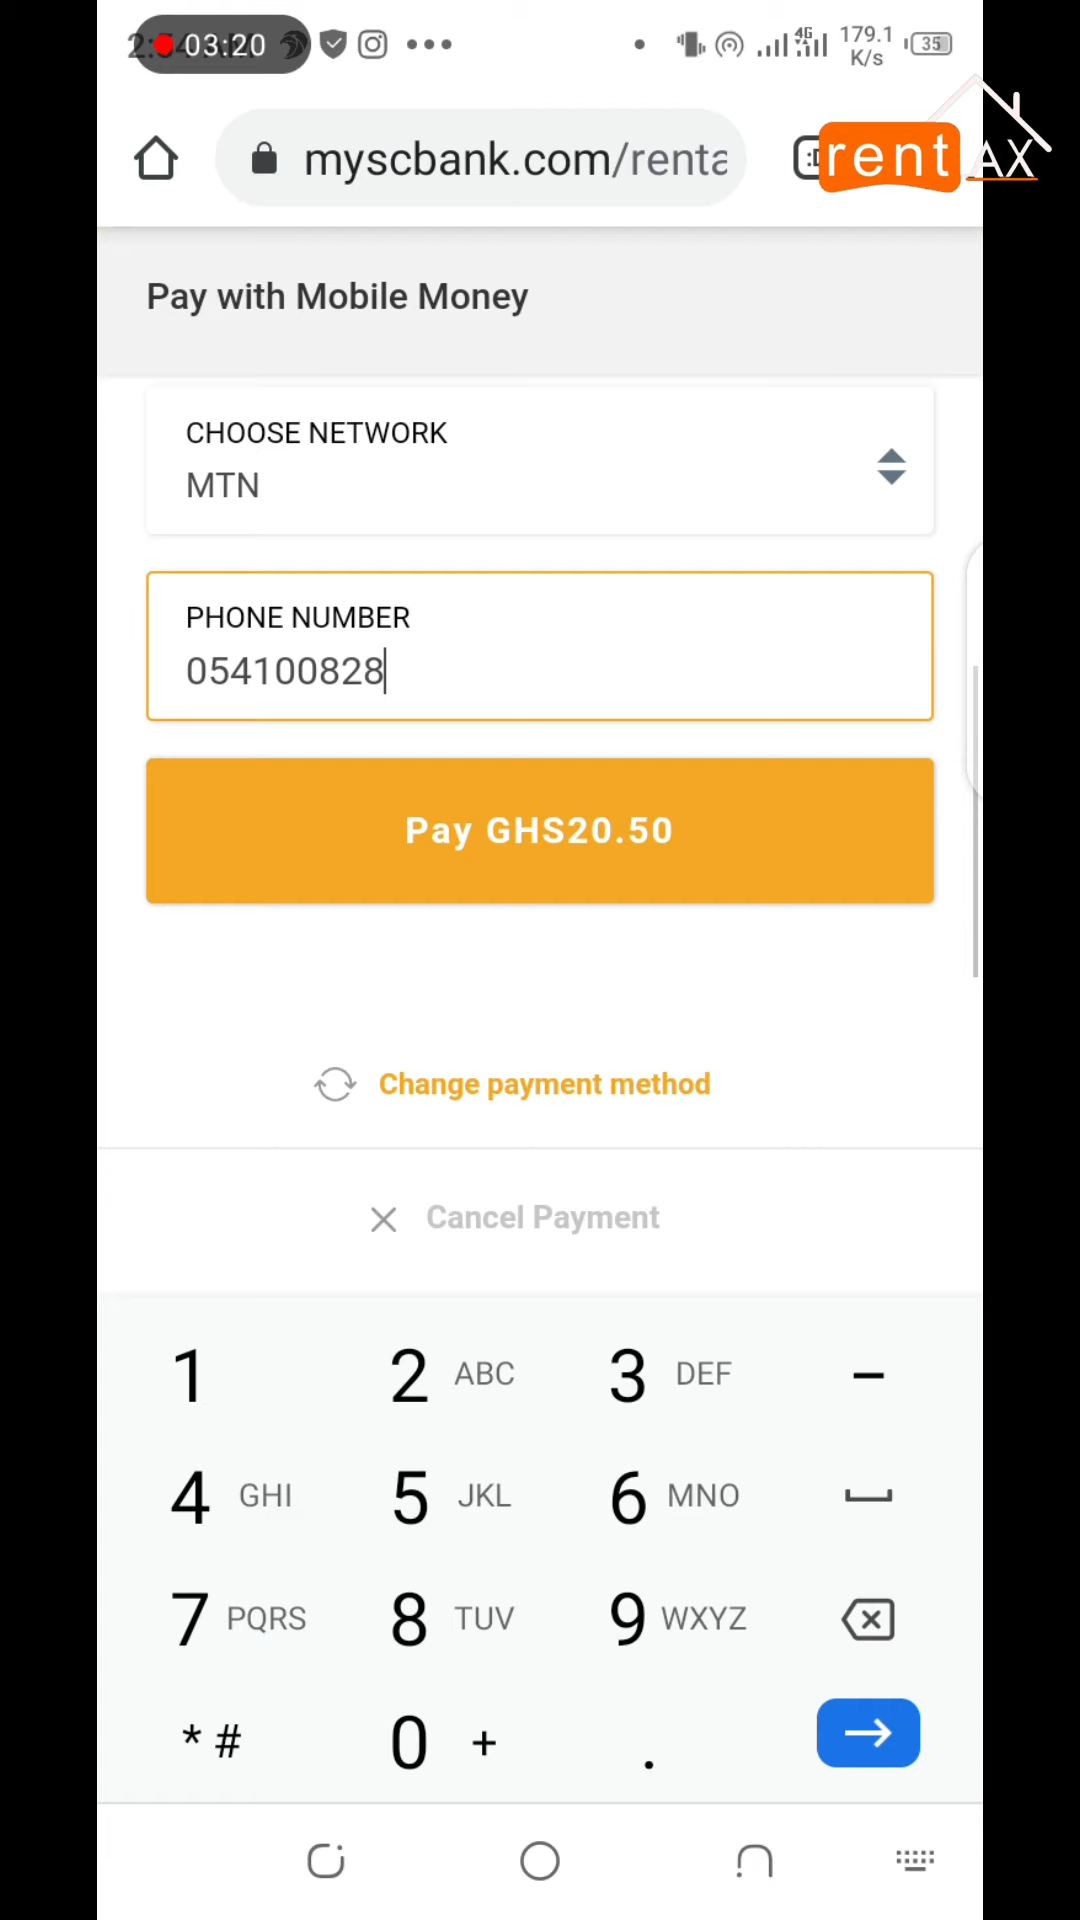 03:20
4G
179.1
K/s
35
myscbank.com/renta
:D
rent
AX
Pay with Mobile Money
CHOOSE NETWORK
MTN
PHONE NUMBER
054100828
Pay GHS20.50
Change payment method
Cancel Payment
1 2 ABC 3 DEF –
4 GHI 5 JKL 6 MNO
7 PQRS 8 TUV 9 WXYZ
* # 0 + .